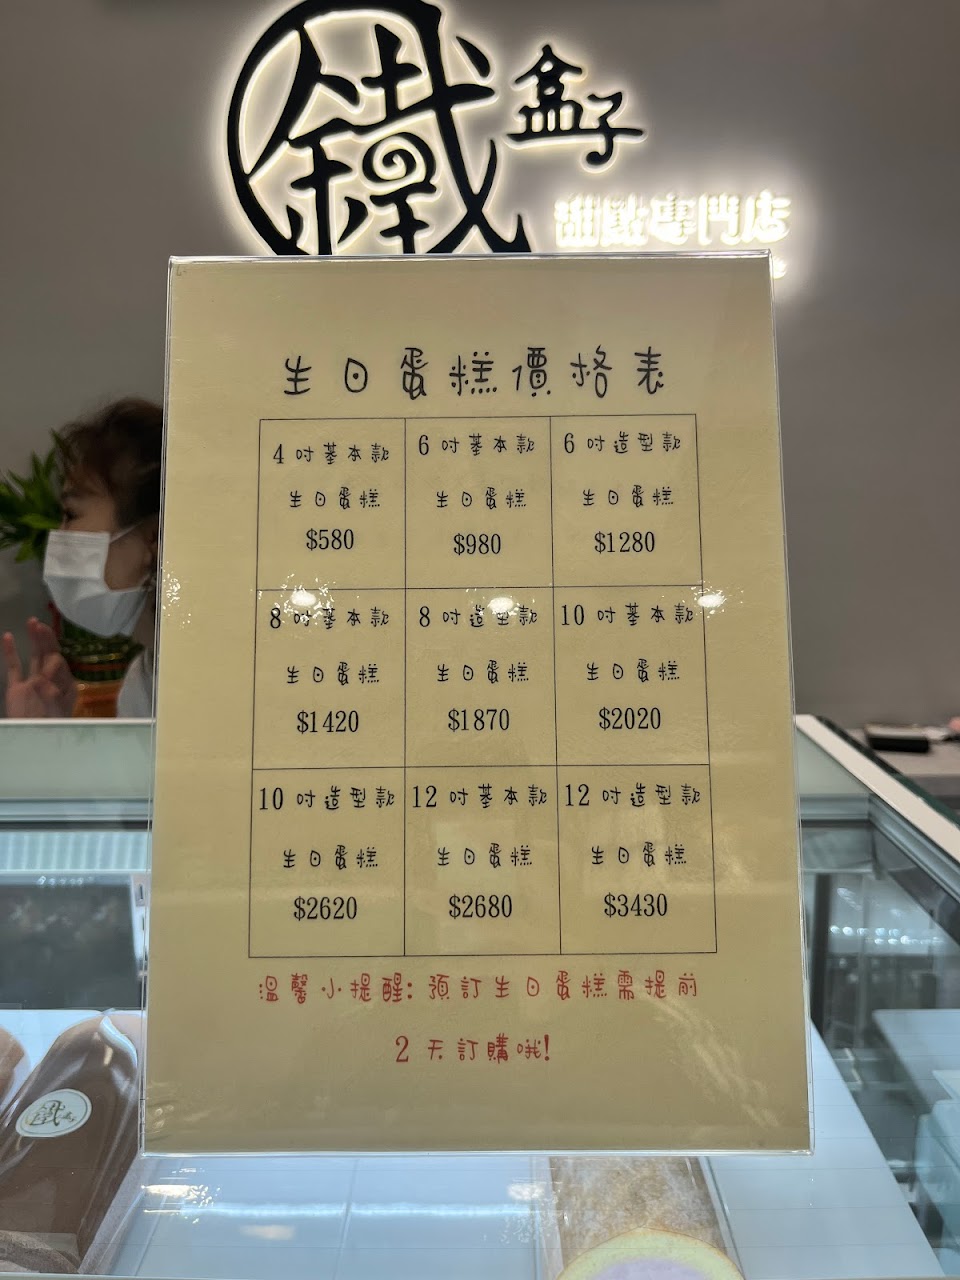 鐵盒子
甜點專門店
生日蛋糕價格表
4吋基本款
生日蛋糕
$580
6吋基本款
生日蛋糕
$980
6吋造型款
生日蛋糕
$1280
8吋基本款
生日蛋糕
$1420
8吋造型款
生日蛋糕
$1870
10吋基本款
生日蛋糕
$2020
10吋造型款
生日蛋糕
$2620
12吋基本款
生日蛋糕
$2680
12吋造型款
生日蛋糕
$3430
溫馨小提醒:預訂生日蛋糕需提前
2天訂購哦!
鐵盒子